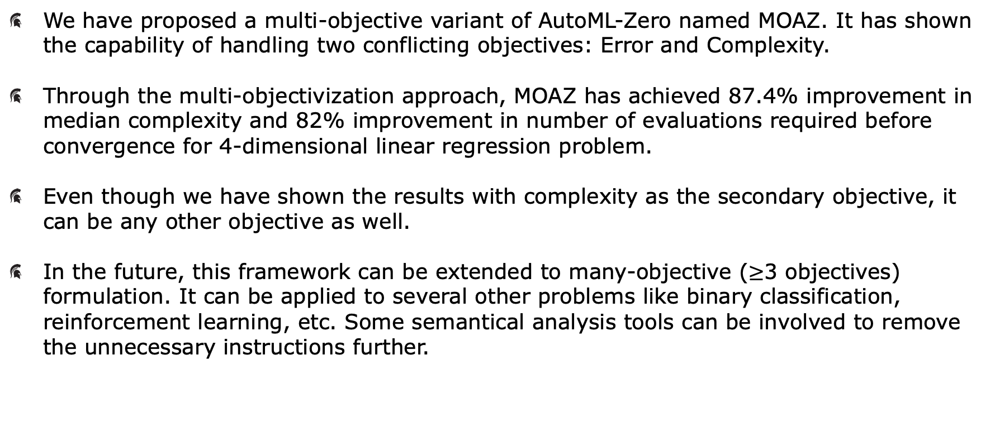 We have proposed a multi-objective variant of AutoML-Zero named MOAZ. It has shown
the capability of handling two conflicting objectives: Error and Complexity.
Through the multi-objectivization approach, MOAZ has achieved 87.4% improvement in
median complexity and 82% improvement in number of evaluations required before
convergence for 4-dimensional linear regression problem.
Even though we have shown the results with complexity as the secondary objective, it
can be any other objective as well.
In the future, this framework can be extended to many-objective (≥3 objectives)
formulation. It can be applied to several other problems like binary classification,
reinforcement learning, etc. Some semantical analysis tools can be involved to remove
the unnecessary instructions further.